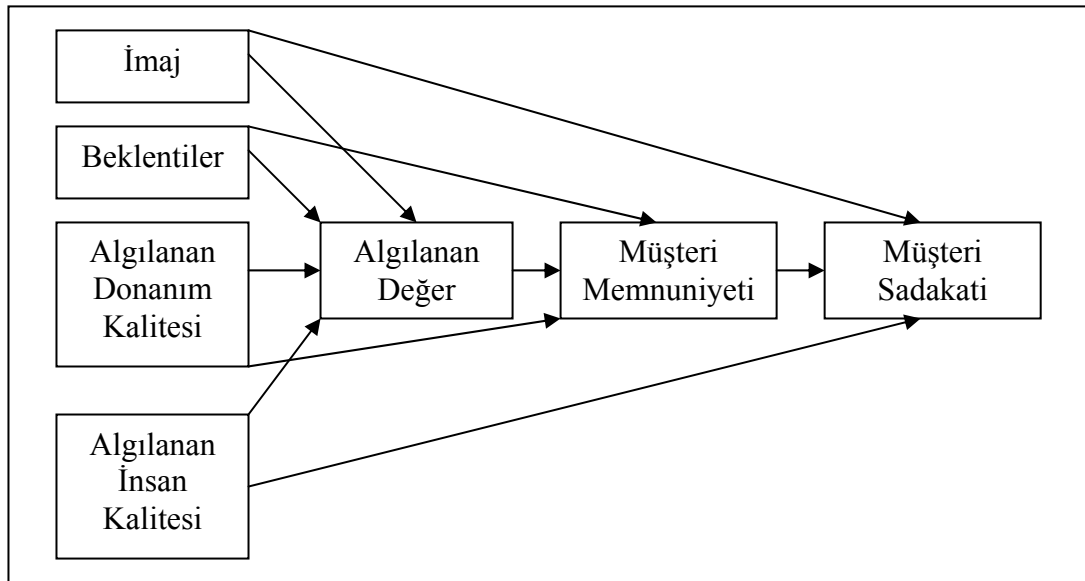 İmaj
Beklentiler
Algılanan
Donanım
Kalitesi
Algılanan
İnsan
Kalitesi
Algılanan
Değer
Müşteri
Memnuniyeti
Müşteri
Sadakati